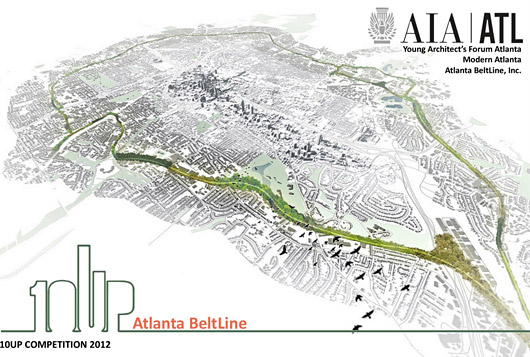 AIA | ATL
Young Architect's Forum Atlanta
Modern Atlanta
Atlanta BeltLine, Inc.
10UP
Atlanta BeltLine
10UP COMPETITION 2012